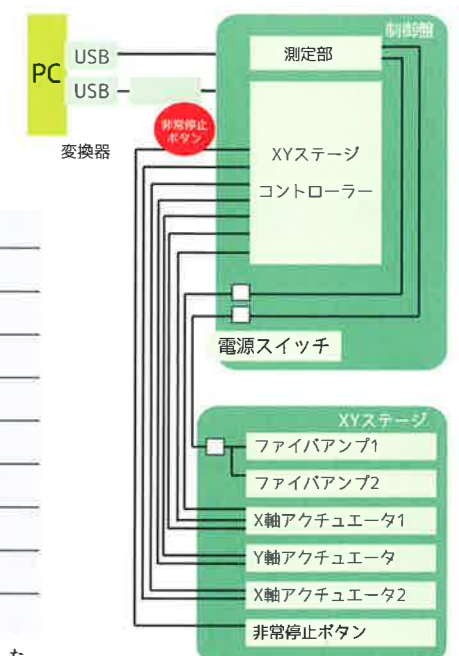 制御盤
USB
測定部
PC
USB
非常停止
ボタン
変換器
XYステージ
コントローラー
電源スイッチ
XYステージ
ファイバアンプ1
ファイバアンプ2
X軸アクチュエータ1
Y軸アクチュエータ
X軸アクチュエータ2
非常停止ボタン
た